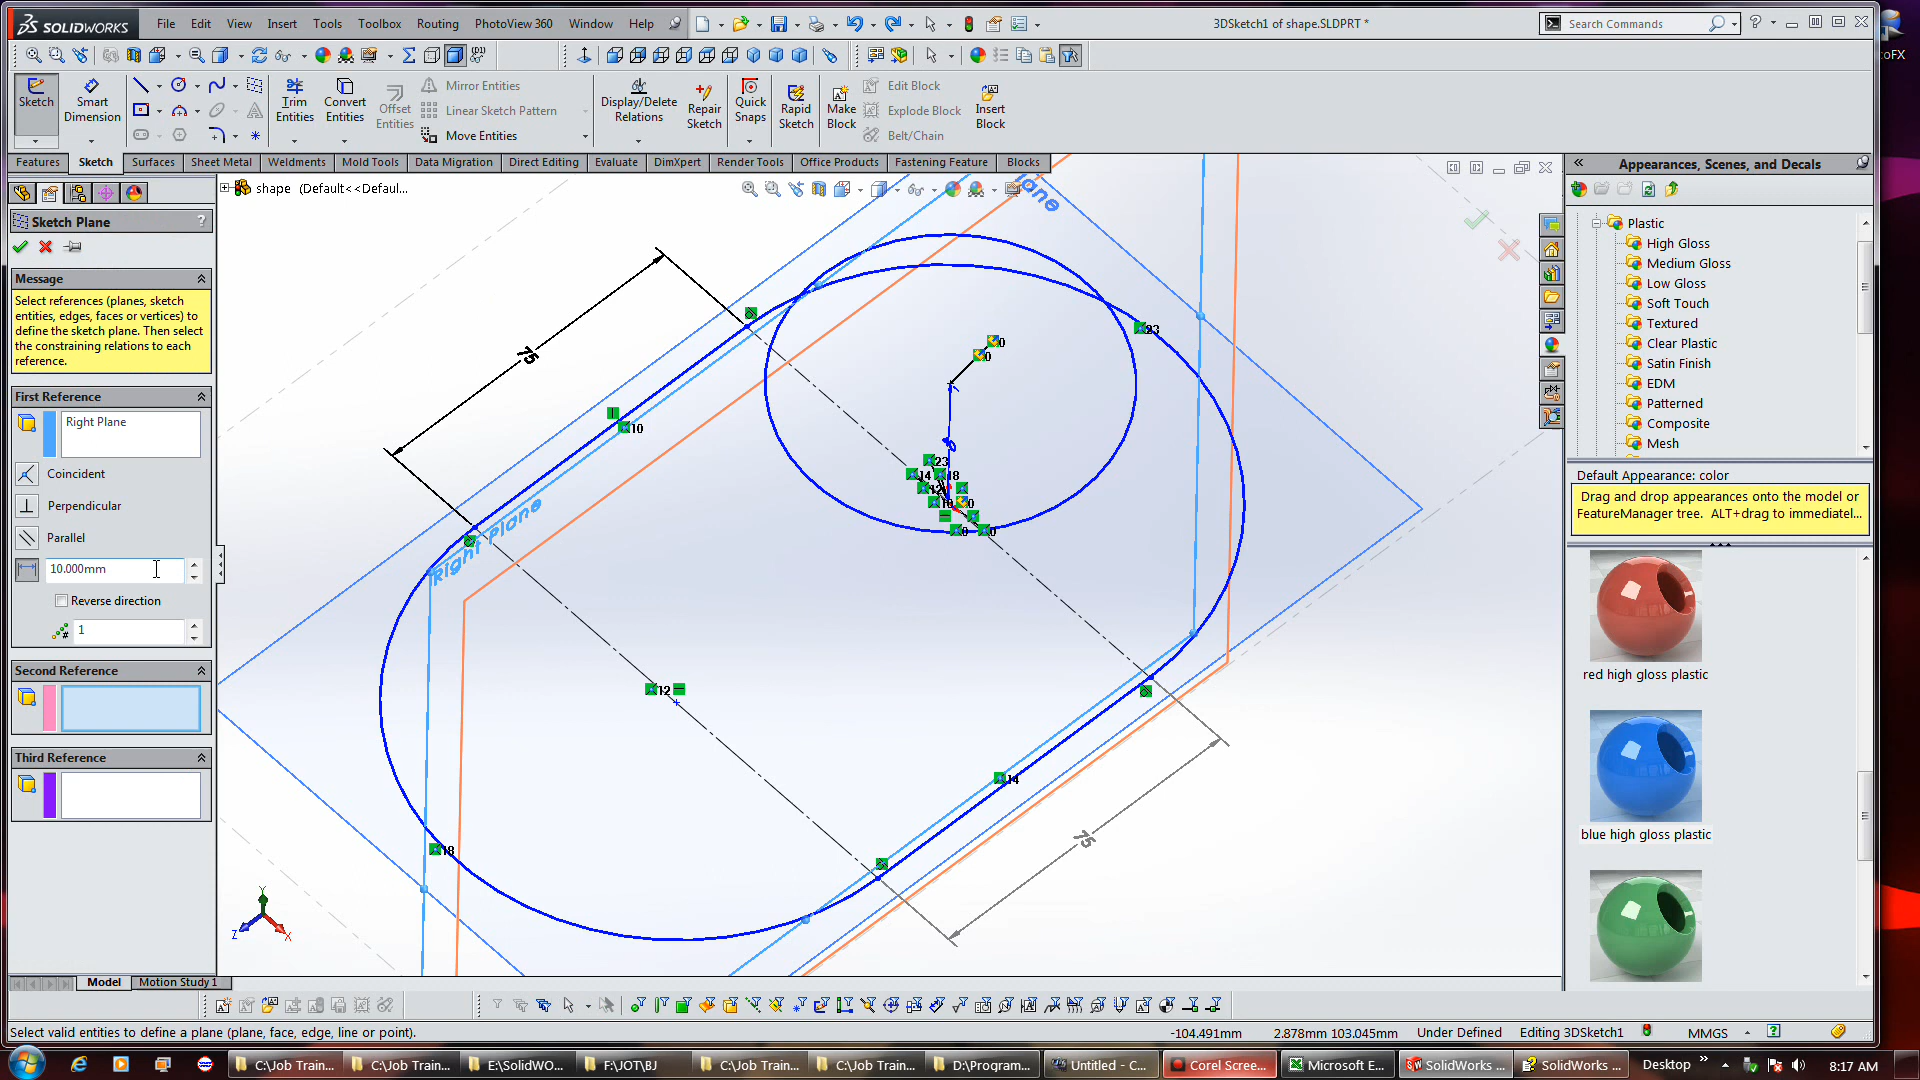 SOLIDWORKS
File Edit View Insert Tools Toolbox Routing PhotoView 360 Window Help
3DSketch1 of shape.SLDPRT *
Search Commands
oFX
Sketch
Smart Dimension
Trim Entities
Convert Entities
Offset Entities
Mirror Entities
Linear Sketch Pattern
Move Entities
Display/Delete Relations
Repair Sketch
Quick Snaps
Rapid Sketch
Make Block
Edit Block
Explode Block
Belt/Chain
Insert Block
Features Sketch Surfaces Sheet Metal Weldments Mold Tools Data Migration Direct Editing Evaluate DimXpert Render Tools Office Products Fastening Feature Blocks
Sketch Plane ?
Message
Select references (planes, sketch
entities, edges, faces or vertices) to
define the sketch plane. Then select
the constraining relations to each
reference.
First Reference
Right Plane
Coincident
Perpendicular
Parallel
10.000mm
Reverse direction
1
Second Reference
Third Reference
shape (Default<<Defaul...
75
23
10
0
0
Right Plane
12
14
18
75
Y
Z
X
Appearances, Scenes, and Decals
Plastic
High Gloss
Medium Gloss
Low Gloss
Soft Touch
Textured
Clear Plastic
Satin Finish
EDM
Patterned
Composite
Mesh
Default Appearance: color
Drag and drop appearances onto the model or
FeatureManager tree. ALT+drag to immediatel...
red high gloss plastic
blue high gloss plastic
Model Motion Study 1
Select valid entities to define a plane (plane, face, edge, line or point).
-104.491mm 2.878mm 103.045mm Under Defined Editing 3DSketch1 MMGS
C:\Job Train... C:\Job Train... E:\SolidWO... F:\JOT\BJ C:\Job Train... C:\Job Train... D:\Program... Untitled - C... Corel Scree... Microsoft E... SolidWorks ... SolidWorks ... Desktop 8:17 AM